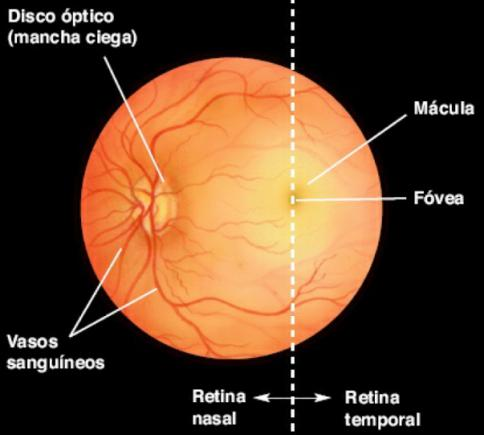 Disco óptico
(mancha ciega)
Mácula
Fóvea
Vasos
sanguíneos
Retina
nasal
Retina
temporal